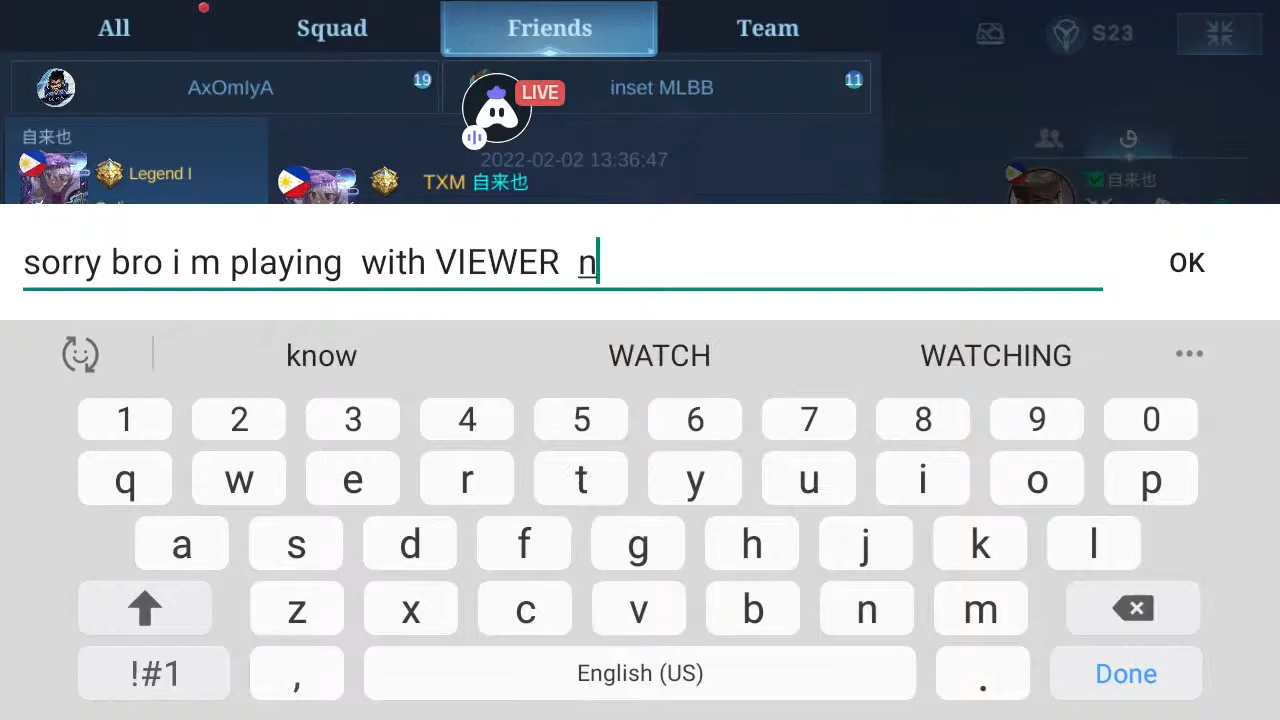 All
Squad
Friends
Team
S23
AxOmIyA
19
LIVE
inset MLBB
11
自来也
2022-02-02 13:36:47
Legend I
TXM 自来也
自来也
sorry bro i m playing  with VIEWER  n
OK
know
WATCH
WATCHING
1 2 3 4 5 6 7 8 9 0
q w e r t y u i o p
a s d f g h j k l
z x c v b n m
!#1 , English (US) . Done